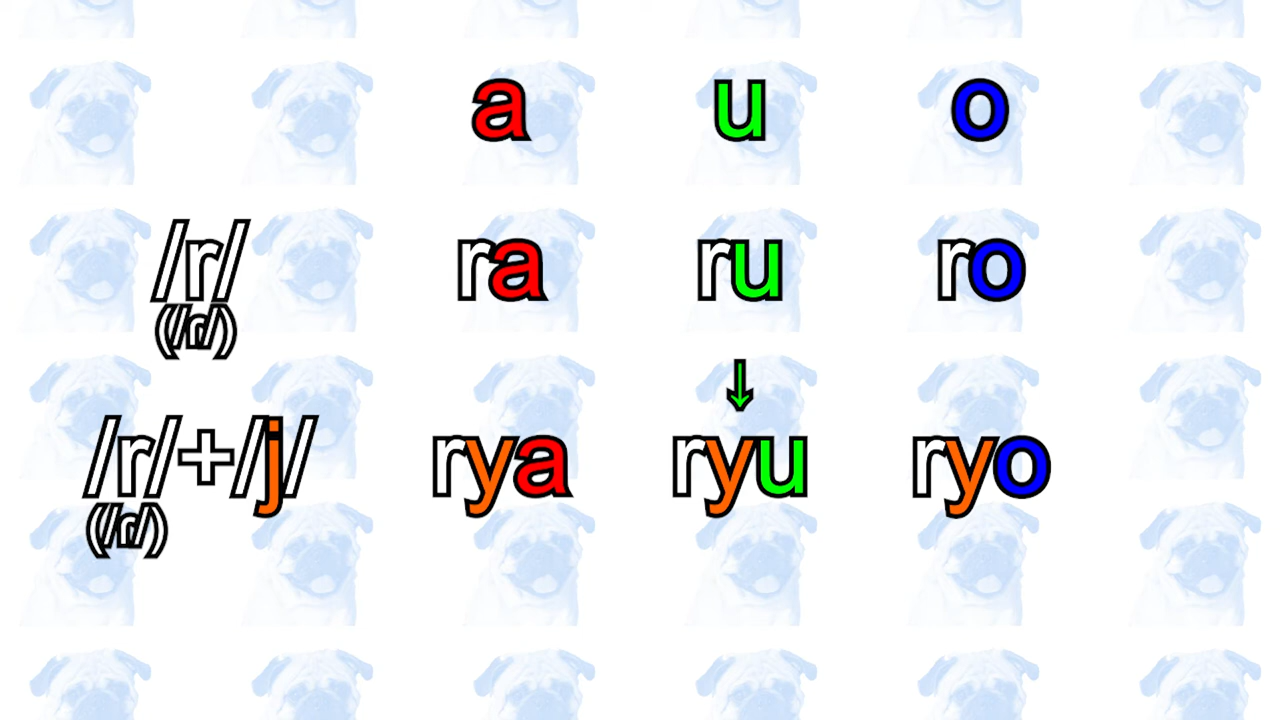 a u o
/r/ ra ru ro
(/ɾ/)
↓
/r/+/j/ rya ryu ryo
(/ɾ/)